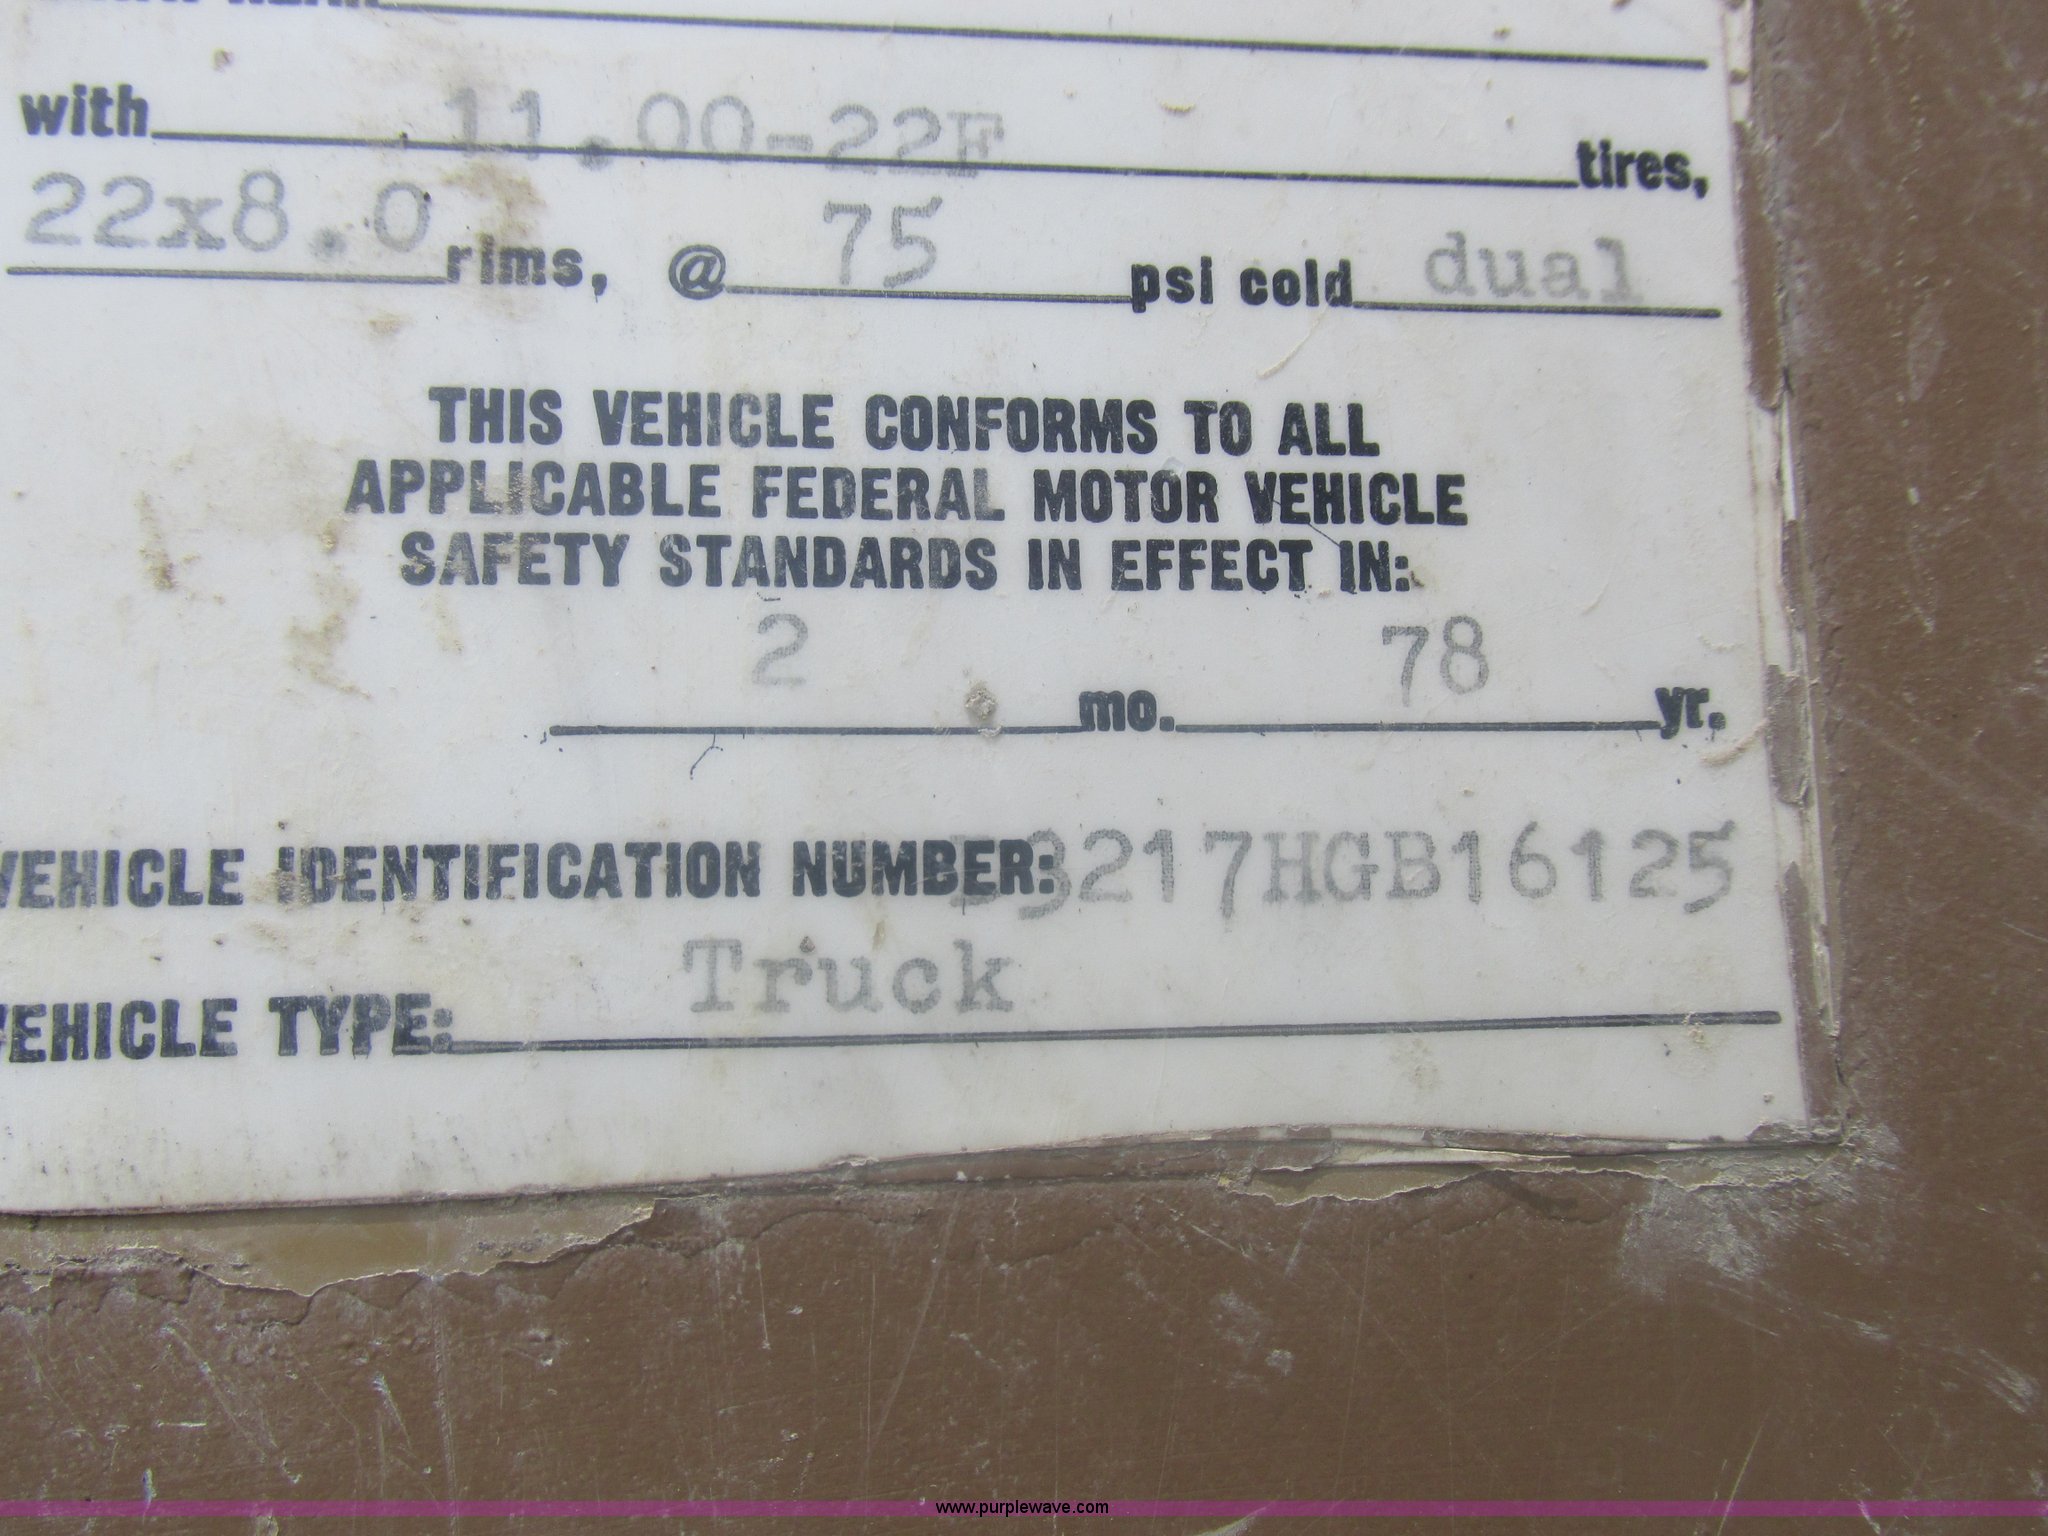 with 11.00-22F tires,
22x8.0 rims, @ 75 psi cold dual
THIS VEHICLE CONFORMS TO ALL
APPLICABLE FEDERAL MOTOR VEHICLE
SAFETY STANDARDS IN EFFECT IN:
2 mo. 78 yr.
VEHICLE IDENTIFICATION NUMBER: D3217HGB16125
VEHICLE TYPE: Truck
www.purplewave.com